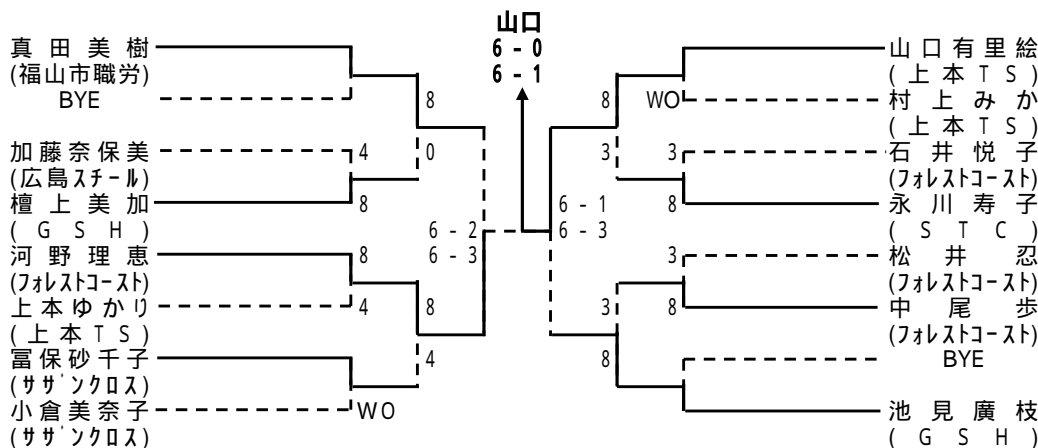 山口
6 - 0
6 - 1
真田美樹
(福山市職労)
BYE
8
加藤奈保美
4
0
(広島ｽﾁｰﾙ)
檀上美加
8
(ＧＳＨ)
6 - 2
河野理恵
8
6 - 3
(ﾌｫﾚｽﾄｺｰｽﾄ)
上本ゆかり
4
8
(上本ＴＳ)
冨保砂千子
4
(ｻｻﾞﾝｸﾛｽ)
小倉美奈子
WO
(ｻｻﾞﾝｸﾛｽ)
山口有里絵
(上本ＴＳ)
8
WO
村上みか
(上本ＴＳ)
3
3
石井悦子
(ﾌｫﾚｽﾄｺｰｽﾄ)
6 - 1
8
永川寿子
6 - 3
(ＳＴＣ)
3
松井忍
(ﾌｫﾚｽﾄｺｰｽﾄ)
3
8
中尾歩
(ﾌｫﾚｽﾄｺｰｽﾄ)
8
BYE
池見廣枝
(ＧＳＨ)